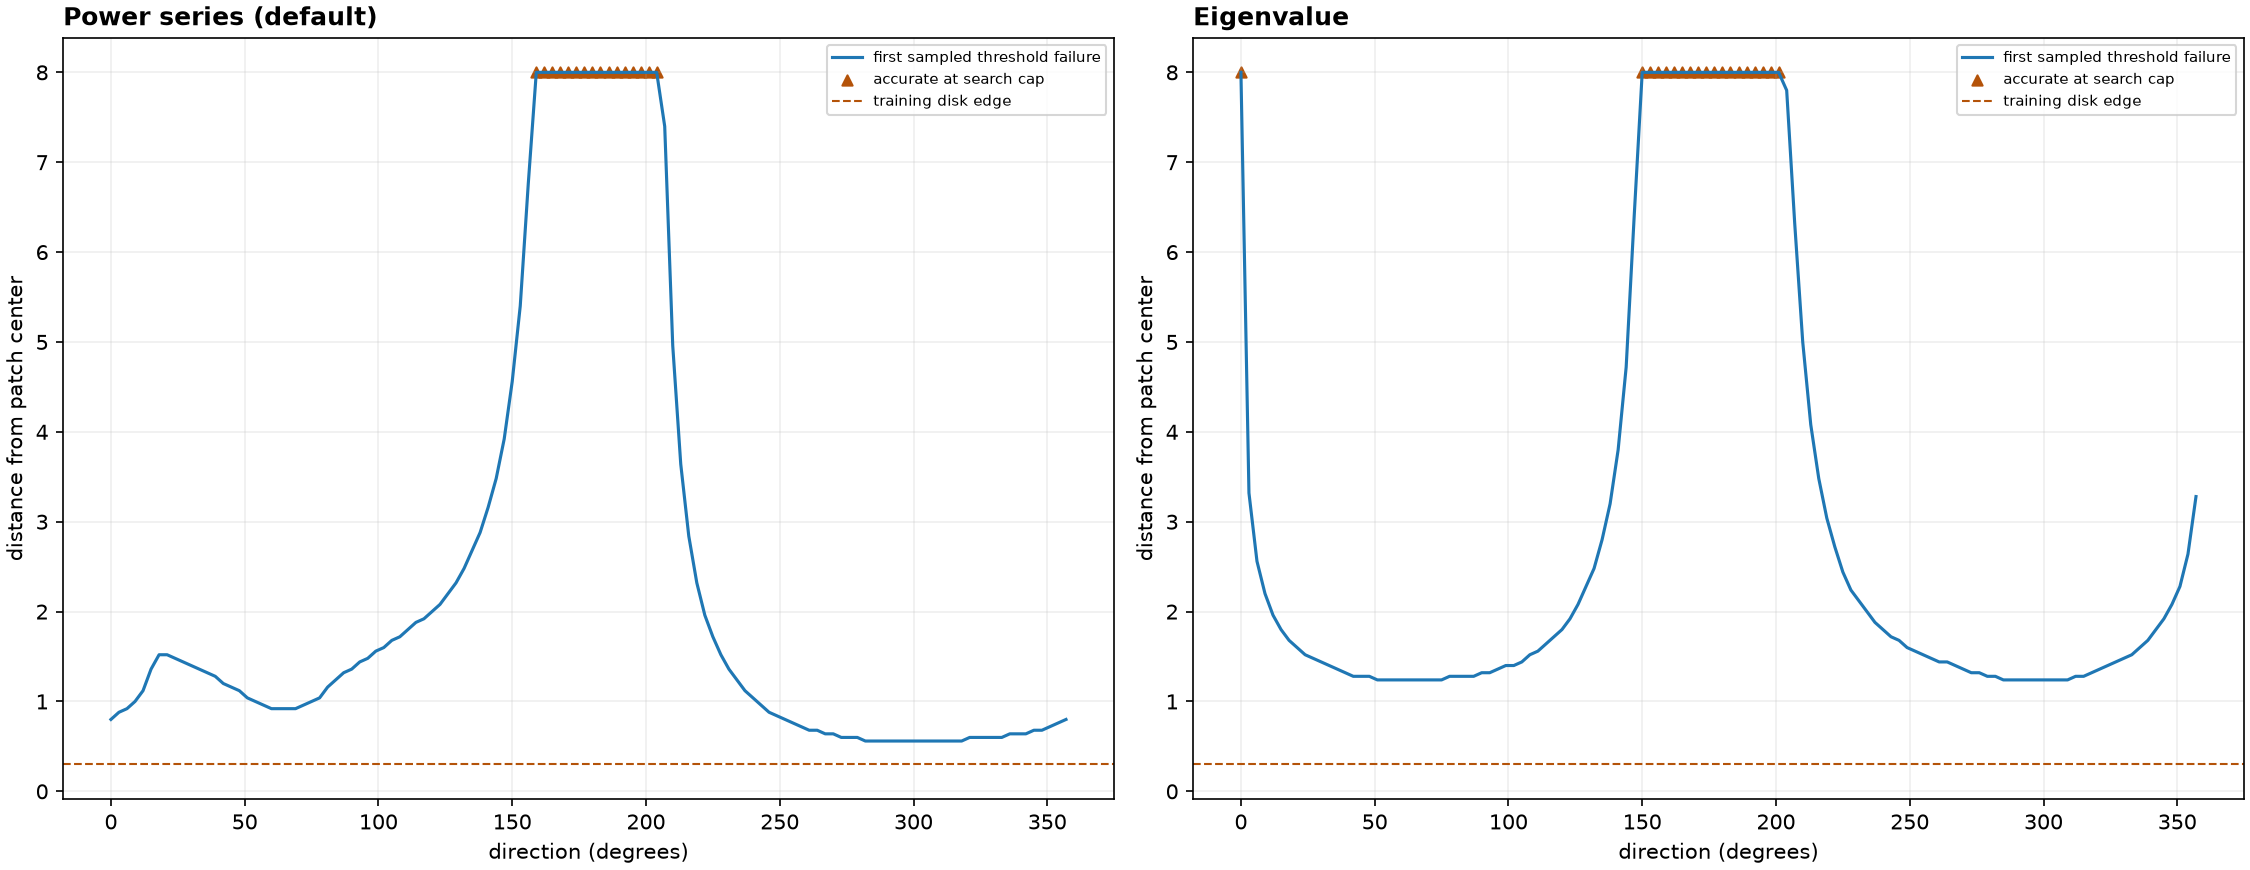 Power series (default)
first sampled threshold failure
accurate at search cap
training disk edge
8
7
6
5
4
3
2
1
0
distance from patch center
0 50 100 150 200 250 300 350
direction (degrees)
Eigenvalue
first sampled threshold failure
accurate at search cap
training disk edge
8
7
6
5
4
3
2
1
0
distance from patch center
0 50 100 150 200 250 300 350
direction (degrees)